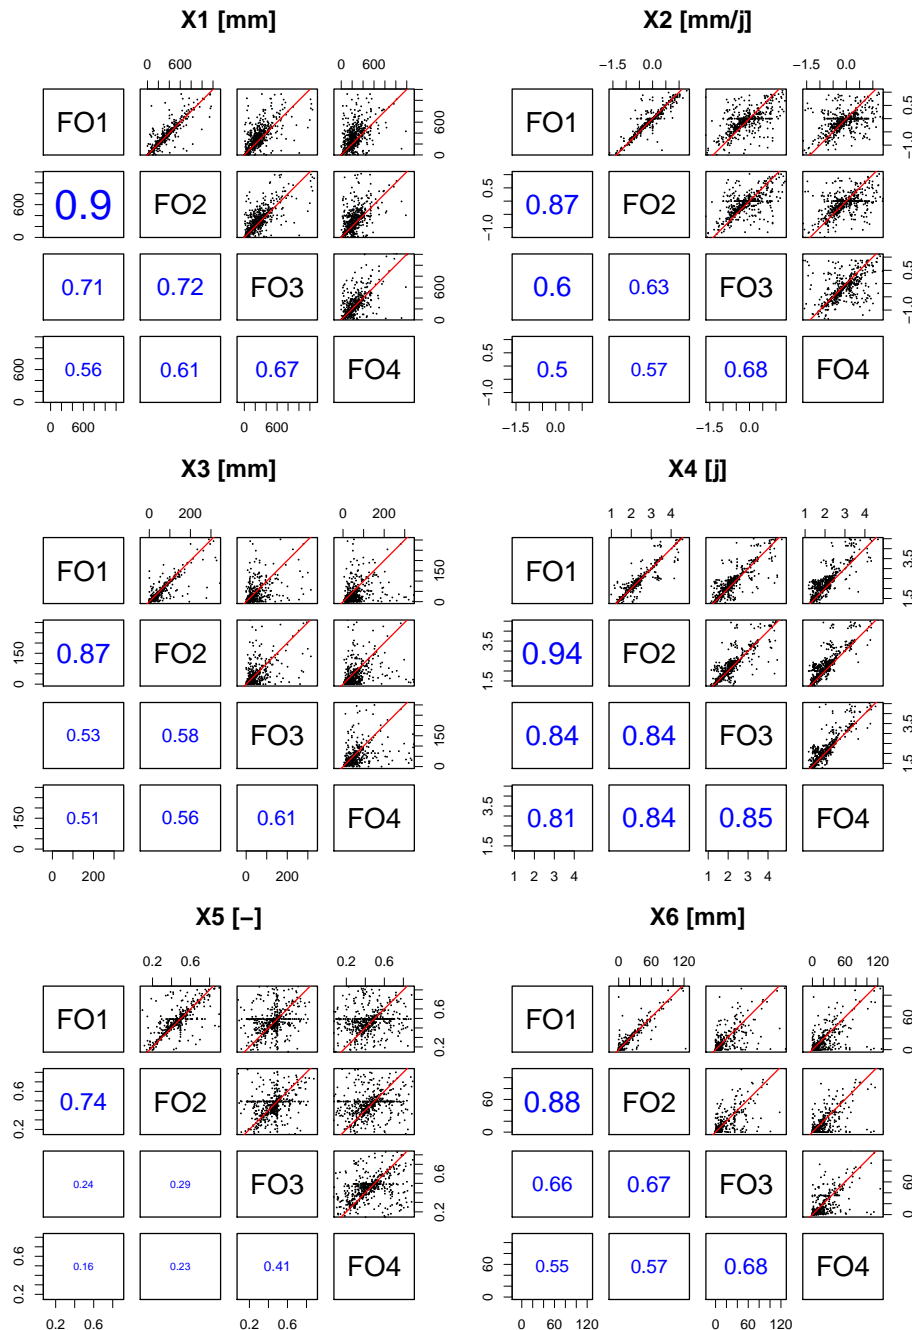 X1 [mm]
0 600 0 600
FO1 0 600
0 600 0.9 FO2
0.71 0.72 FO3 0 600
0 600 0.56 0.61 0.67 FO4
0 600 0 600
X2 [mm/j]
−1.5 0.0 −1.5 0.0
FO1 −1.0 0.5
−1.0 0.5 0.87 FO2
0.6 0.63 FO3 −1.0 0.5
−1.0 0.5 0.5 0.57 0.68 FO4
−1.5 0.0 −1.5 0.0
X3 [mm]
0 200 0 200
FO1 0 150
0 150 0.87 FO2
0.53 0.58 FO3 0 150
0 150 0.51 0.56 0.61 FO4
0 200 0 200
X4 [j]
1 2 3 4 1 2 3 4
FO1 1.5 3.5
1.5 3.5 0.94 FO2
0.84 0.84 FO3 1.5 3.5
1.5 3.5 0.81 0.84 0.85 FO4
1 2 3 4 1 2 3 4
X5 [−]
0.2 0.6 0.2 0.6
FO1 0.2 0.6
0.2 0.6 0.74 FO2
0.24 0.29 FO3 0.2 0.6
0.2 0.6 0.16 0.23 0.41 FO4
0.2 0.6 0.2 0.6
X6 [mm]
0 60 120 0 60 120
FO1 0 60
0 60 0.88 FO2
0.66 0.67 FO3 0 60
0 60 0.55 0.57 0.68 FO4
0 60 120 0 60 120